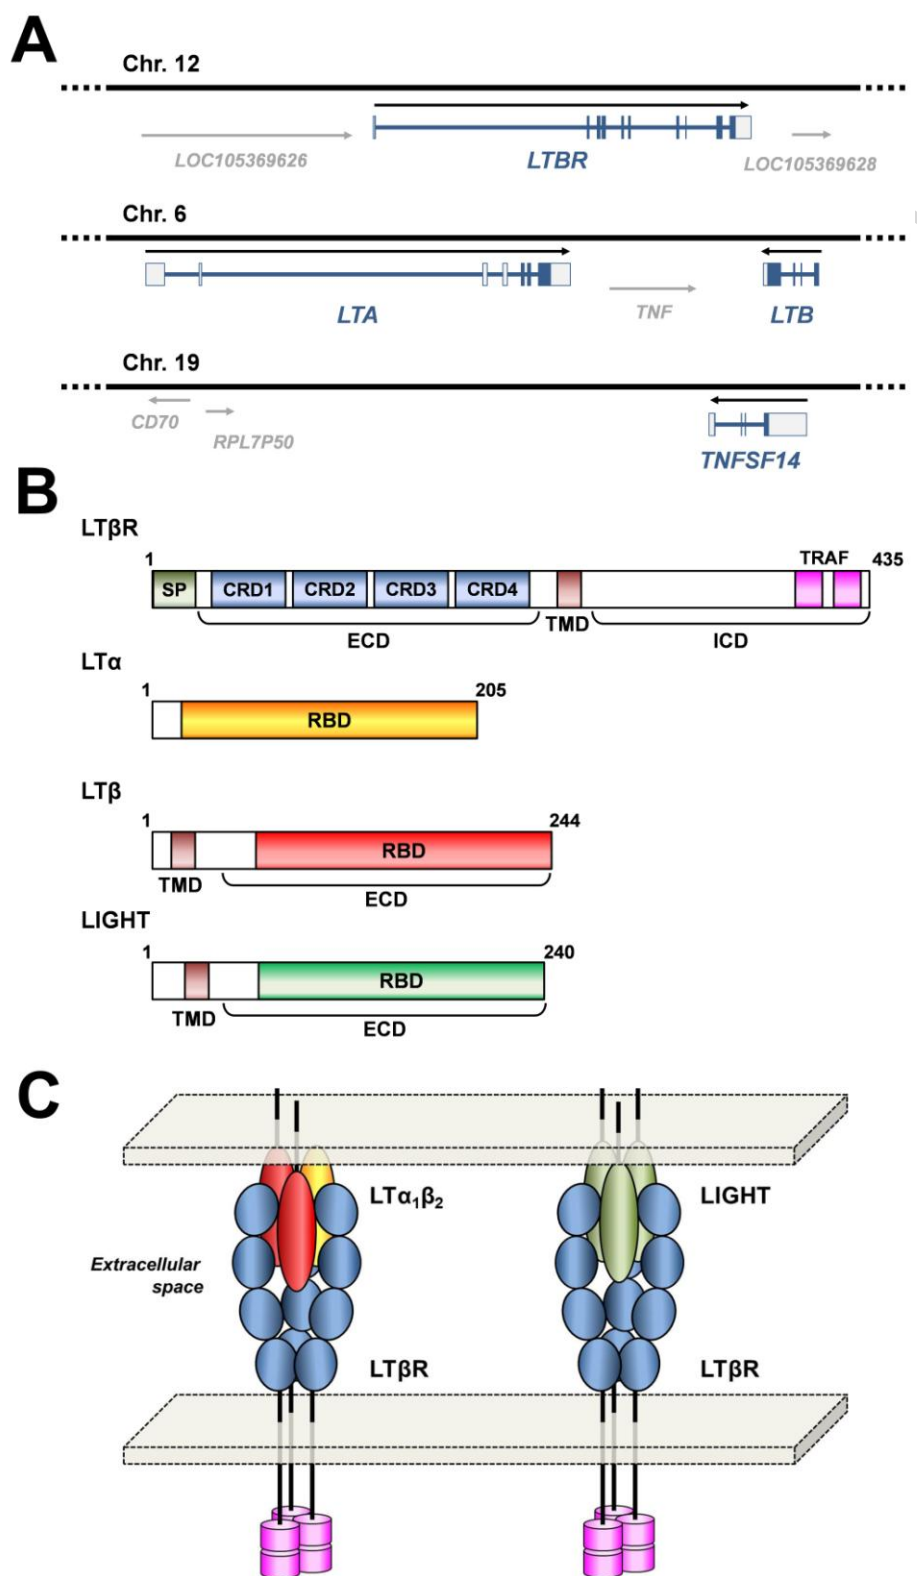 A
Chr. 12
LOC105369626
LTBR
LOC105369628
Chr. 6
LTA
TNF
LTB
Chr. 19
CD70
RPL7P50
TNFSF14
B
LTβR
1
TRAF
435
SP
CRD1
CRD2
CRD3
CRD4
TMD
ECD
ICD
LTα
1
205
RBD
LTβ
1
244
RBD
TMD
ECD
LIGHT
1
240
RBD
TMD
ECD
C
LTα₁β₂
LIGHT
Extracellular
space
LTβR
LTβR